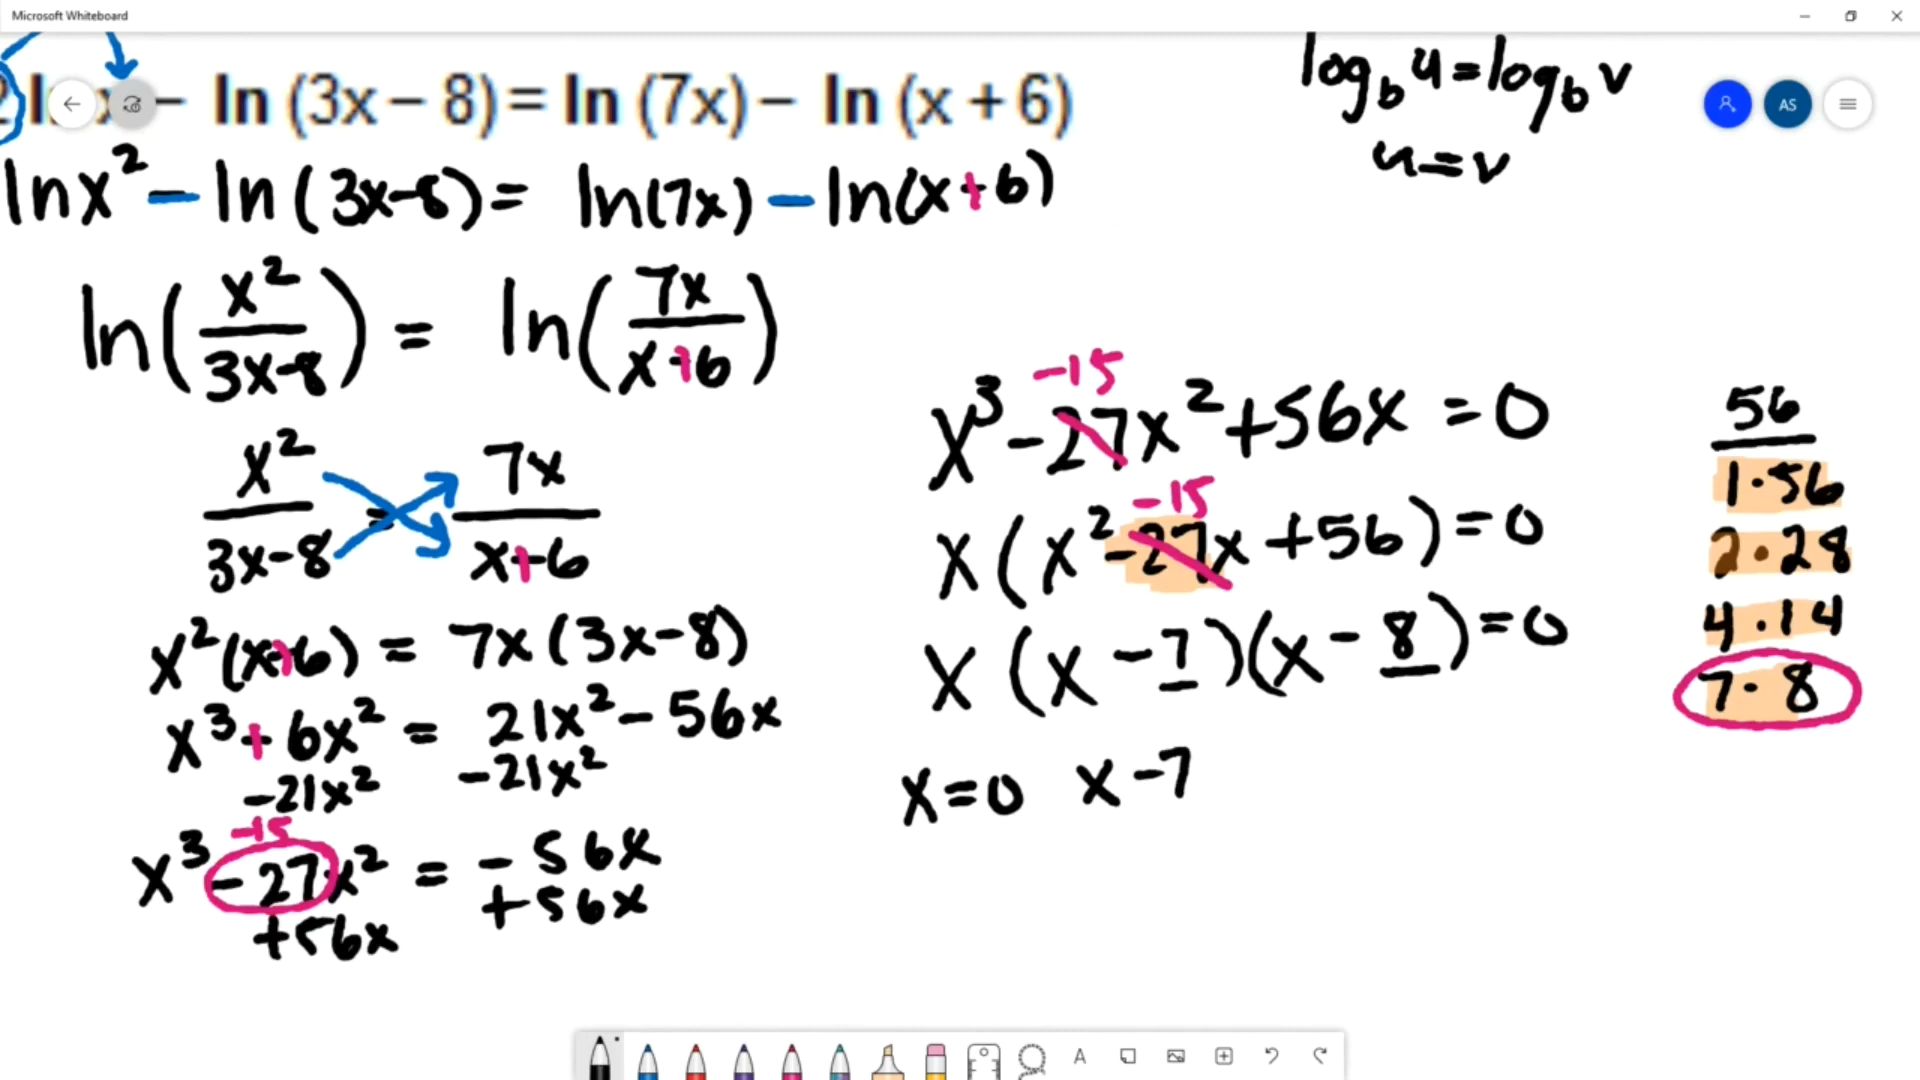 Microsoft Whiteboard
2 ln x − ln (3x − 8) = ln (7x) − ln (x + 6)
ln x² − ln (3x−8) = ln(7x) − ln(x+6)
ln(x²/(3x−8)) = ln(7x/(x+6))
x²/(3x−8) = 7x/(x+6)
x²(x+6) = 7x(3x−8)
x³ + 6x² = 21x² − 56x
−21x² −21x²
−15
x³ −27x² = −56x
+56x +56x
log_b u = log_b v
u = v
AS
−15
x³ − 27x² + 56x = 0
−15
x(x² −27x + 56) = 0
x(x − 7)(x − 8) = 0
x = 0 x − 7
56
1·56
2·28
4·14
7·8
A